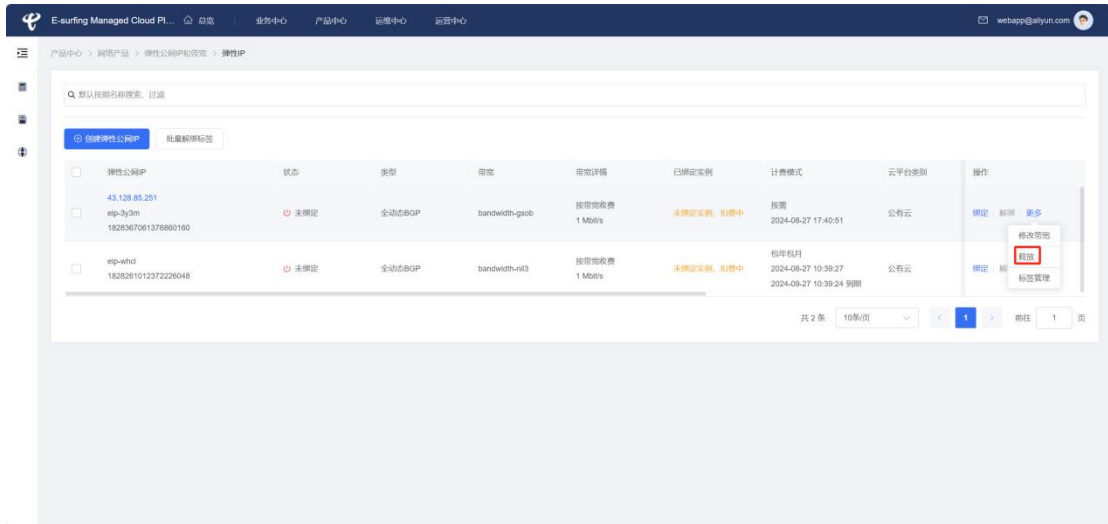 E-surfing Managed Cloud Pl... 总览 业务中心 产品中心 运维中心 运营中心 webapp@aliyun.com
产品中心 > 网络产品 > 弹性公网IP和带宽 > 弹性IP
默认按照名称搜索、过滤
创建弹性公网IP 批量解绑标签
弹性公网IP 状态 类型 带宽 带宽详情 已绑定实例 计费模式 云平台类别 操作
43.128.85.251
eip-3y3m
1828367061376860160
未绑定 全动态BGP bandwidth-gsob
按带宽收费
1 Mbit/s
未绑定实例，扣费中
按需
2024-08-27 17:40:51
公有云 绑定 解绑 更多
修改带宽
释放
标签管理
eip-whcl
1828261012372226048
未绑定 全动态BGP bandwidth-nil3
按带宽收费
1 Mbit/s
未绑定实例，扣费中
包年包月
2024-08-27 10:39:27
2024-09-27 10:39:24 到期
公有云 绑定
共 2 条 10条/页 < 1 > 前往 1 页